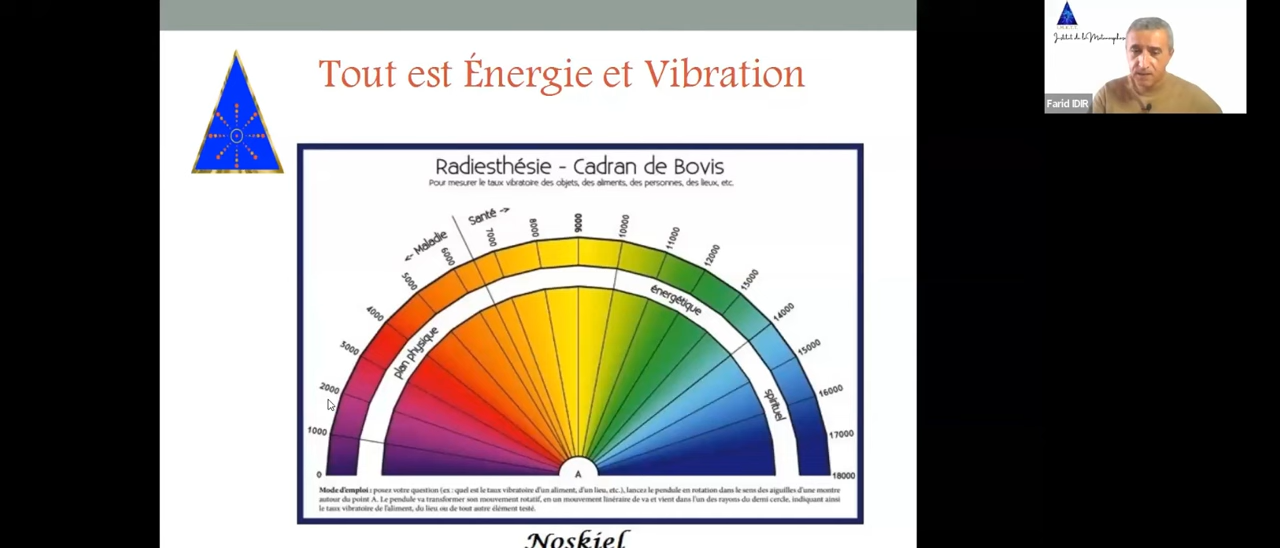 Tout est Énergie et Vibration
Institut de la Métamorphose
Farid IDIR
Radiesthésie - Cadran de Bovis
Pour mesurer le taux vibratoire des objets, des aliments, des personnes, des lieux, etc.
<- Maladie
Santé ->
0
1000
2000
5000
4000
5000
6000
7000
8000
9000
10000
11000
12000
13000
14000
15000
16000
17000
18000
plan physique
énergétique
spirituel
A
Mode d'emploi : posez votre question (ex : quel est le taux vibratoire d'un aliment, d'un lieu, etc.), lancez le pendule en rotation dans le sens des aiguilles d'une montre
autour du point A. Le pendule va transformer son mouvement rotatif, en un mouvement linéraire de va et vient dans l'un des rayons du demi cercle, indiquant ainsi
le taux vibratoire de l'aliment, du lieu ou de tout autre élément testé.
Noskiel